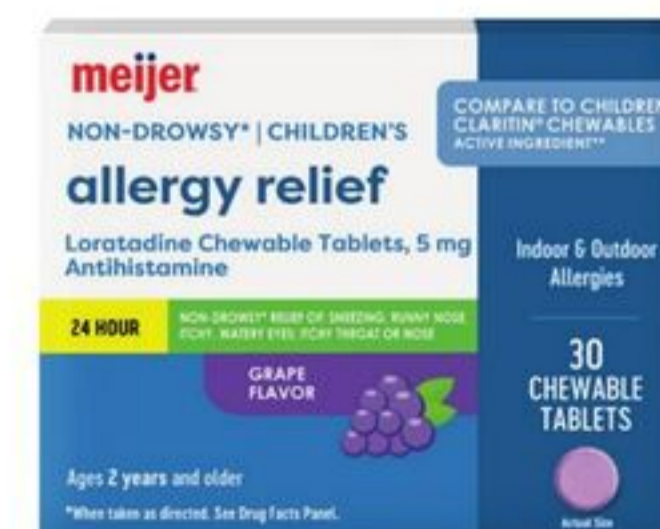 meijer
NON-DROWSY* | CHILDREN'S
allergy relief
Loratadine Chewable Tablets, 5 mg
Antihistamine
24 HOUR
NON-DROWSY* RELIEF OF: SNEEZING, RUNNY NOSE
ITCHY, WATERY EYES; ITCHY THROAT OR NOSE
GRAPE
FLAVOR
Ages 2 years and older
*When taken as directed. See Drug Facts Panel.
COMPARE TO CHILDREN
CLARITIN® CHEWABLES
ACTIVE INGREDIENT**
Indoor & Outdoor
Allergies
30
CHEWABLE
TABLETS
Actual Size